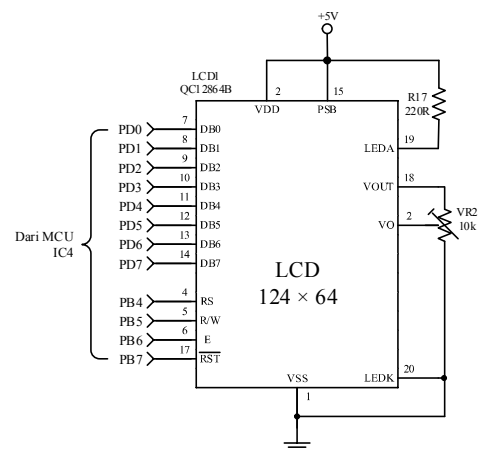 +5V
LCD1
QC12864B
2
15
VDD
PSB
R17
220R
PD0
7
DB0
PD1
8
DB1
LEDA
19
PD2
9
DB2
PD3
10
DB3
VOUT
18
PD4
11
DB4
PD5
12
DB5
VO
2
VR2
10k
PD6
13
DB6
PD7
14
DB7
Dari MCU
IC4
LCD
124 × 64
PB4
4
RS
PB5
5
R/W
PB6
6
E
PB7
17
RST
VSS
LEDK
20
1